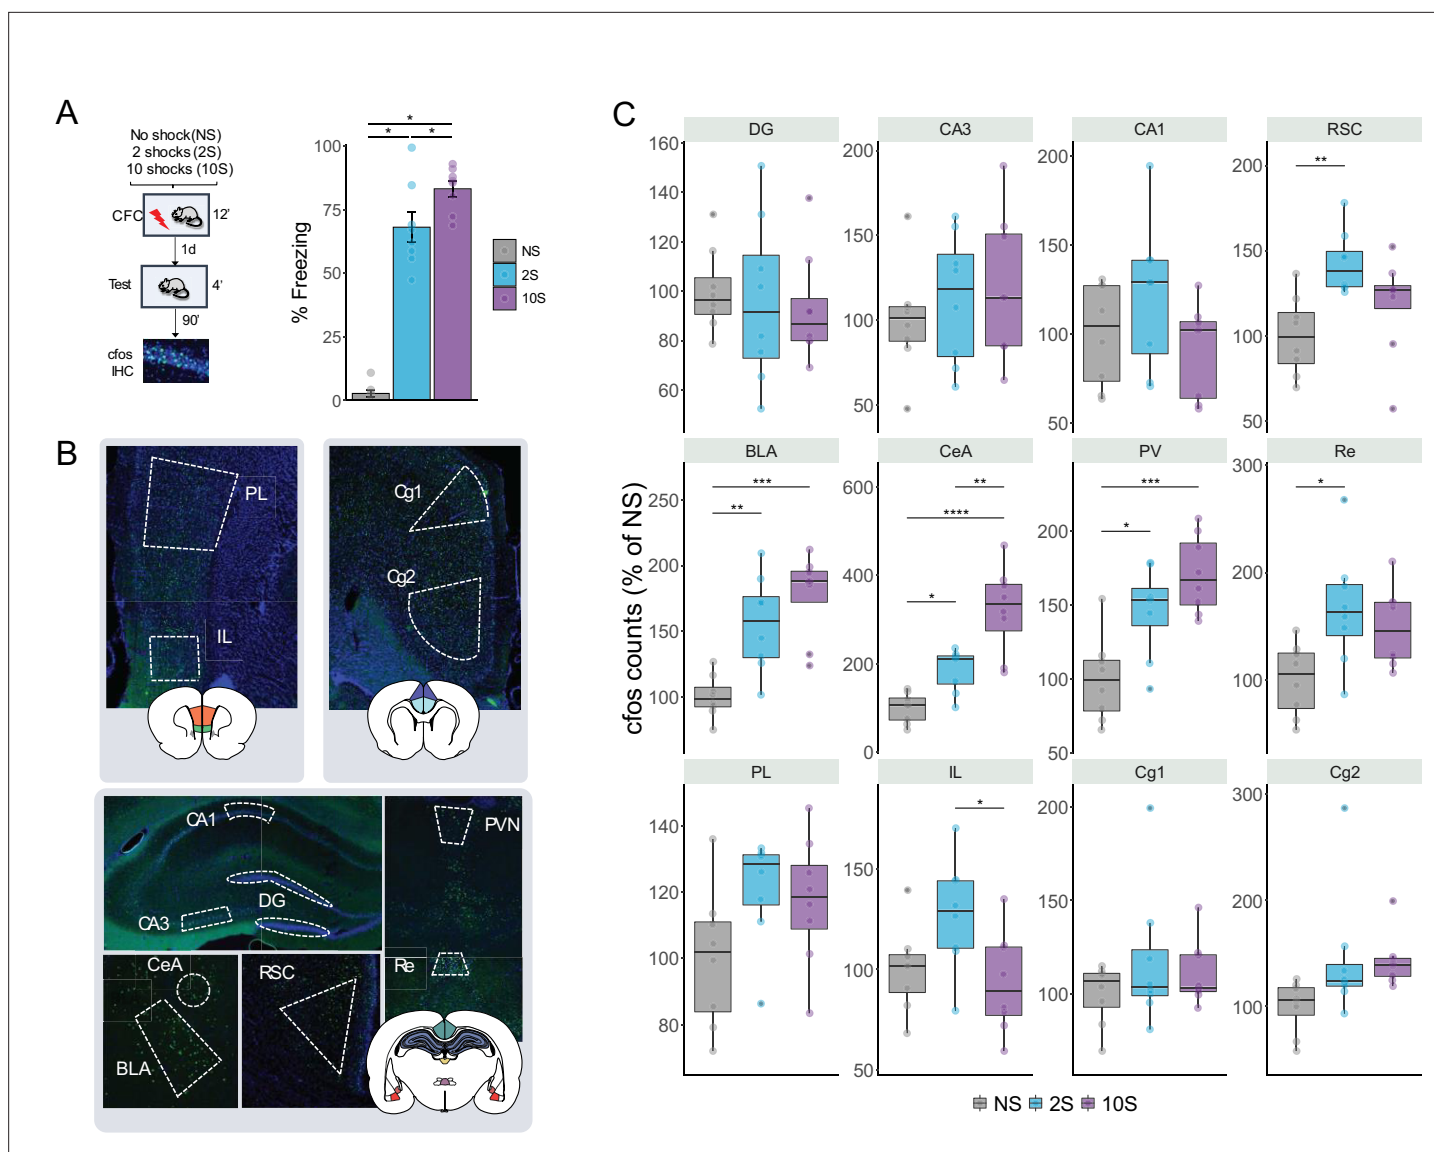 A
No shock(NS)
2 shocks (2S)
10 shocks (10S)
CFC
12'
1d
Test
4'
90'
cfos
IHC
% Freezing
100
75
50
25
0
*
*
*
NS
2S
10S
B
PL
IL
Cg1
Cg2
CA1
DG
CA3
PVN
Re
CeA
BLA
RSC
C
cfos counts (% of NS)
DG
160
140
120
100
80
60
CA3
200
150
100
50
CA1
200
150
100
50
RSC
200
150
100
50
**
BLA
250
200
150
100
***
**
CeA
600
400
200
0
**
****
*
PV
200
150
100
50
***
*
Re
300
200
100
*
PL
140
120
100
80
IL
150
100
50
*
Cg1
200
150
100
Cg2
300
200
100
NS 2S 10S